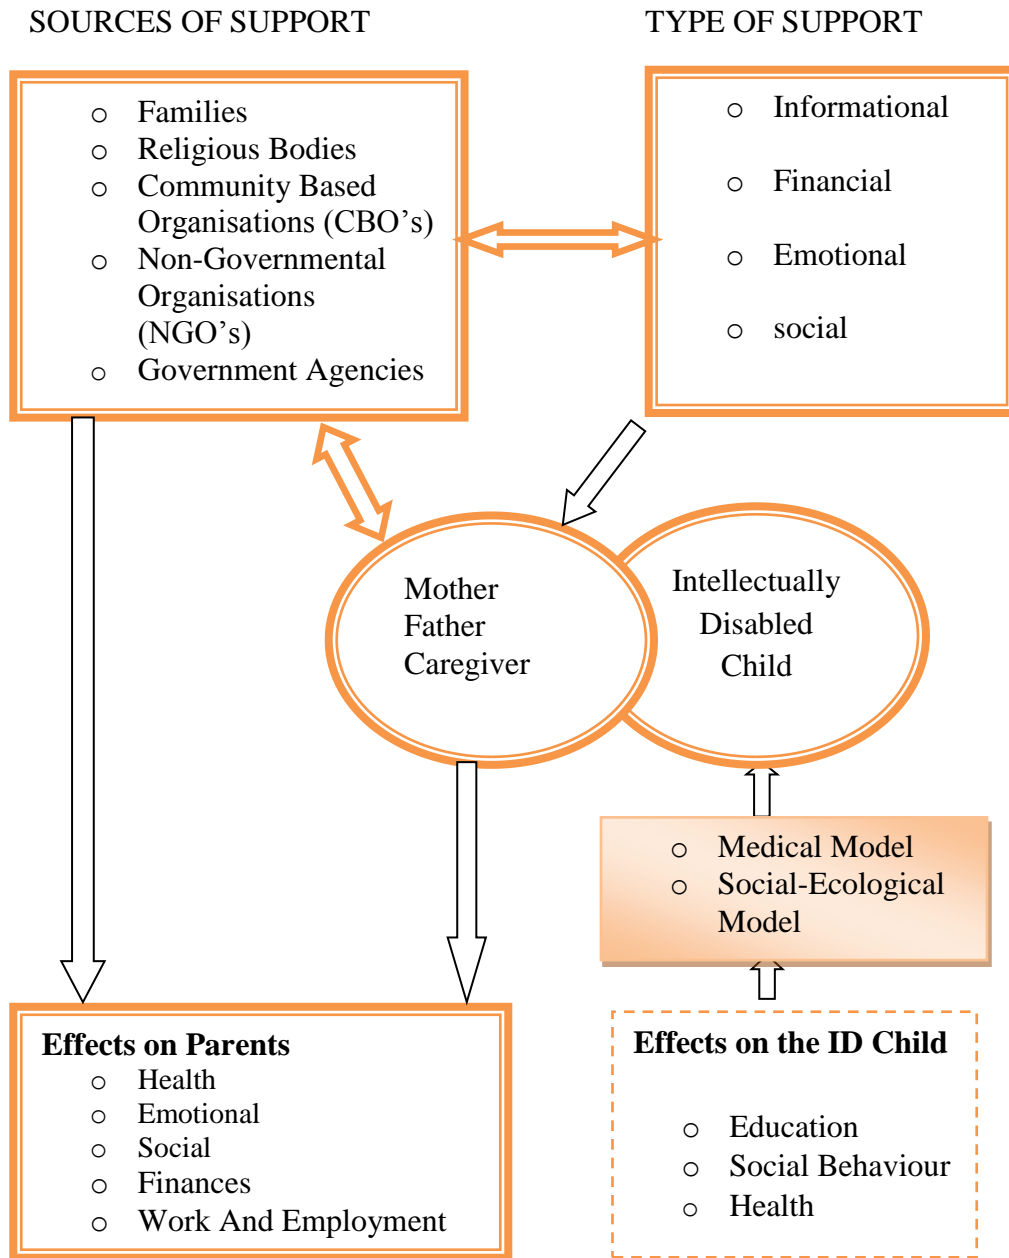 SOURCES OF SUPPORT
TYPE OF SUPPORT
o Families
o Religious Bodies
o Community Based
Organisations (CBO’s)
o Non-Governmental
Organisations
(NGO’s)
o Government Agencies
o Informational
o Financial
o Emotional
o social
Mother
Father
Caregiver
Intellectually
Disabled
Child
o Medical Model
o Social-Ecological
Model
Effects on Parents
o Health
o Emotional
o Social
o Finances
o Work And Employment
Effects on the ID Child
o Education
o Social Behaviour
o Health